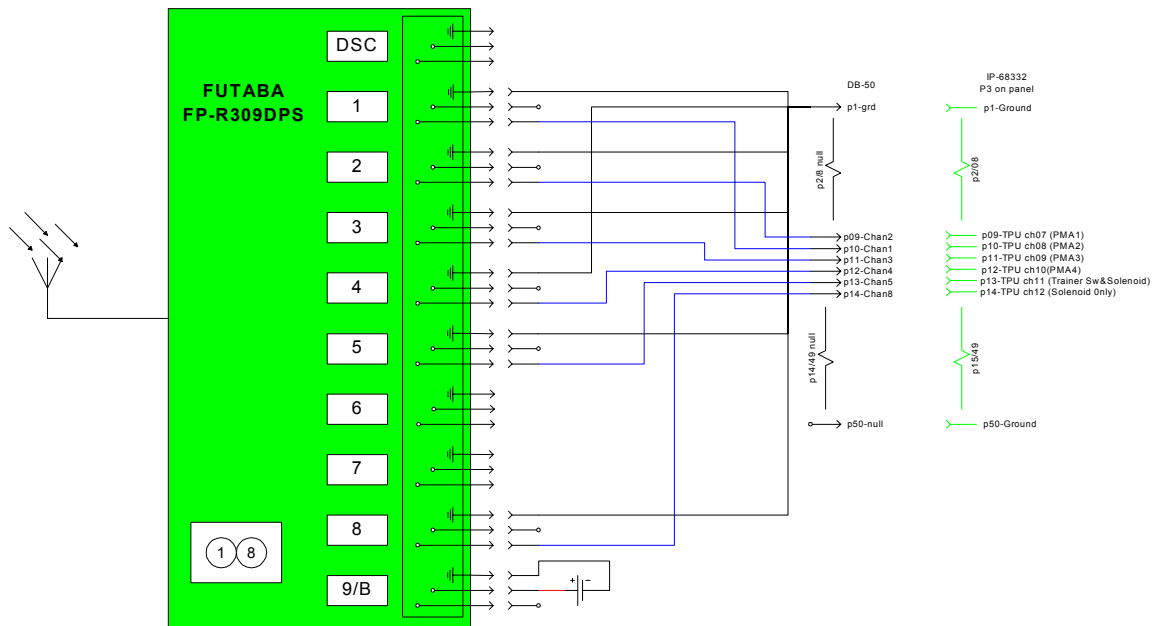 FUTABA
FP-R309DPS
DSC
1
2
3
4
5
6
7
8
9/B
1 8
+ −
DB-50
p1-grd
p2/8 null
p09-Chan2
p10-Chan1
p11-Chan3
p12-Chan4
p13-Chan5
p14-Chan8
p14/49 null
p50-null
IP-68332
P3 on panel
p1-Ground
p2/08
p09-TPU ch07 (PMA1)
p10-TPU ch08 (PMA2)
p11-TPU ch09 (PMA3)
p12-TPU ch10(PMA4)
p13-TPU ch11 (Trainer Sw&Solenoid)
p14-TPU ch12 (Solenoid 0nly)
p15/49
p50-Ground